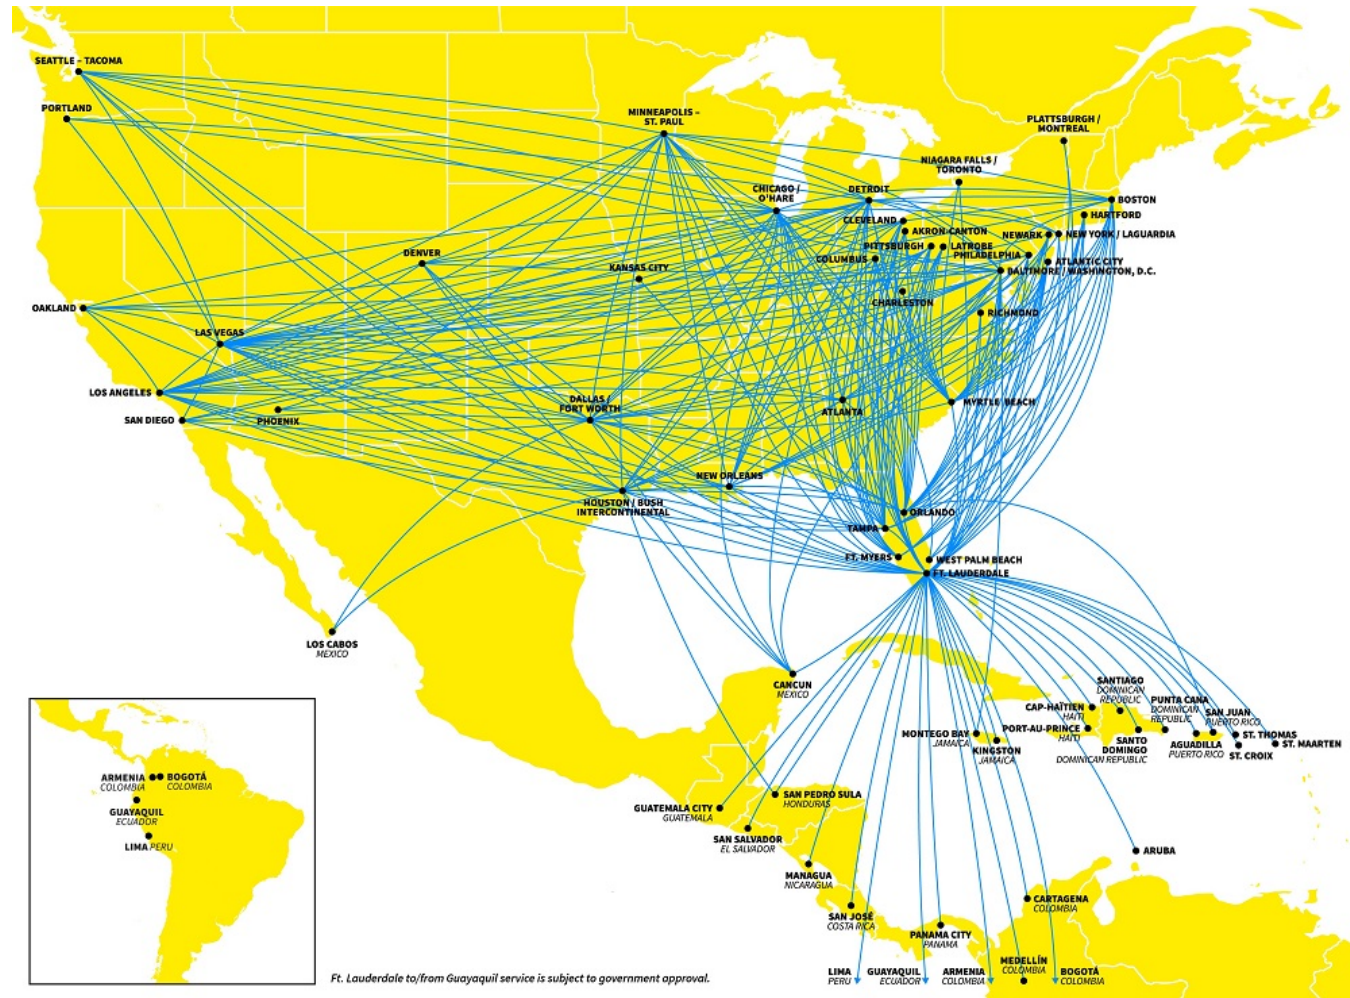 SEATTLE – TACOMA
PORTLAND
MINNEAPOLIS –
ST. PAUL
PLATTSBURGH /
MONTREAL
NIAGARA FALLS /
TORONTO
CHICAGO /
O'HARE
DETROIT
BOSTON
HARTFORD
CLEVELAND
AKRON-CANTON
NEWARK
NEW YORK / LAGUARDIA
PITTSBURGH
LATROBE
PHILADELPHIA
COLUMBUS
ATLANTIC CITY
BALTIMORE / WASHINGTON, D.C.
DENVER
KANSAS CITY
CHARLESTON
RICHMOND
OAKLAND
LAS VEGAS
LOS ANGELES
SAN DIEGO
PHOENIX
DALLAS /
FORT WORTH
ATLANTA
MYRTLE BEACH
NEW ORLEANS
HOUSTON / BUSH
INTERCONTINENTAL
ORLANDO
TAMPA
FT. MYERS
WEST PALM BEACH
FT. LAUDERDALE
LOS CABOS
MEXICO
CANCUN
MEXICO
SANTIAGO
DOMINICAN
REPUBLIC
PUNTA CANA
DOMINICAN
REPUBLIC
SAN JUAN
PUERTO RICO
CAP-HAÏTIEN
HAITI
PORT-AU-PRINCE
HAITI
MONTEGO BAY
JAMAICA
KINGSTON
JAMAICA
SANTO
DOMINGO
DOMINICAN REPUBLIC
AGUADILLA
PUERTO RICO
ST. THOMAS
ST. CROIX
ST. MAARTEN
GUATEMALA CITY
GUATEMALA
SAN PEDRO SULA
HONDURAS
SAN SALVADOR
EL SALVADOR
MANAGUA
NICARAGUA
SAN JOSÉ
COSTA RICA
PANAMA CITY
PANAMA
ARUBA
CARTAGENA
COLOMBIA
MEDELLÍN
COLOMBIA
LIMA
PERU
GUAYAQUIL
ECUADOR
ARMENIA
COLOMBIA
BOGOTÁ
COLOMBIA
ARMENIA
COLOMBIA
BOGOTÁ
COLOMBIA
GUAYAQUIL
ECUADOR
LIMA PERU
Ft. Lauderdale to/from Guayaquil service is subject to government approval.